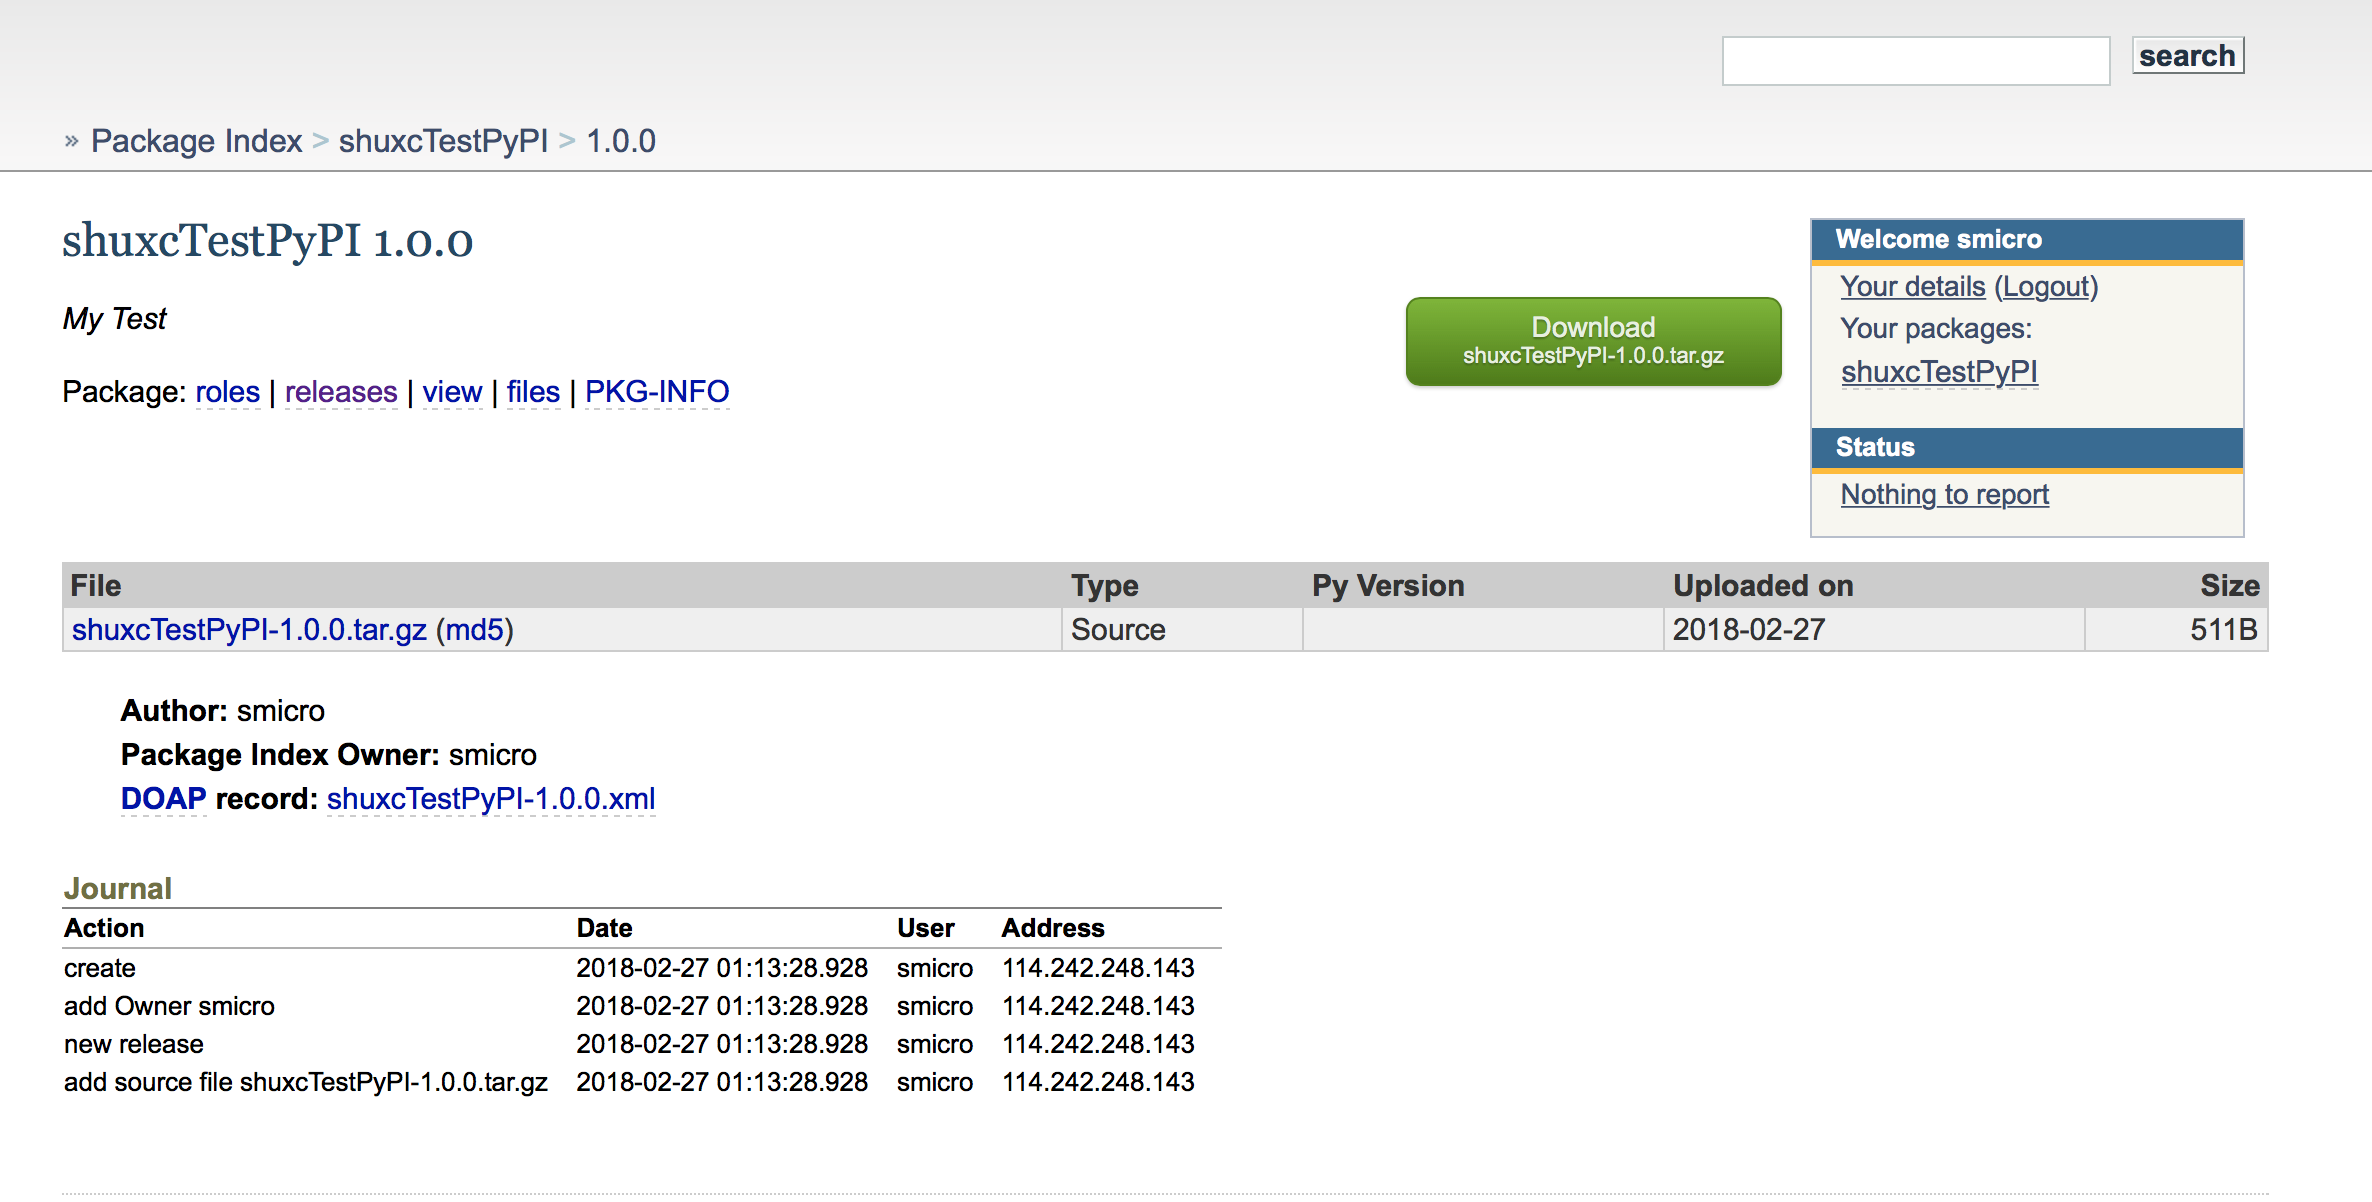 search
» Package Index > shuxcTestPyPI > 1.0.0
shuxcTestPyPI 1.0.0
My Test
Package: roles | releases | view | files | PKG-INFO
Download
shuxcTestPyPI-1.0.0.tar.gz
Welcome smicro
Your details (Logout)
Your packages:
shuxcTestPyPI
Status
Nothing to report
File Type Py Version Uploaded on Size
shuxcTestPyPI-1.0.0.tar.gz (md5) Source 2018-02-27 511B
Author: smicro
Package Index Owner: smicro
DOAP record: shuxcTestPyPI-1.0.0.xml
Journal
Action Date User Address
create 2018-02-27 01:13:28.928 smicro 114.242.248.143
add Owner smicro 2018-02-27 01:13:28.928 smicro 114.242.248.143
new release 2018-02-27 01:13:28.928 smicro 114.242.248.143
add source file shuxcTestPyPI-1.0.0.tar.gz 2018-02-27 01:13:28.928 smicro 114.242.248.143